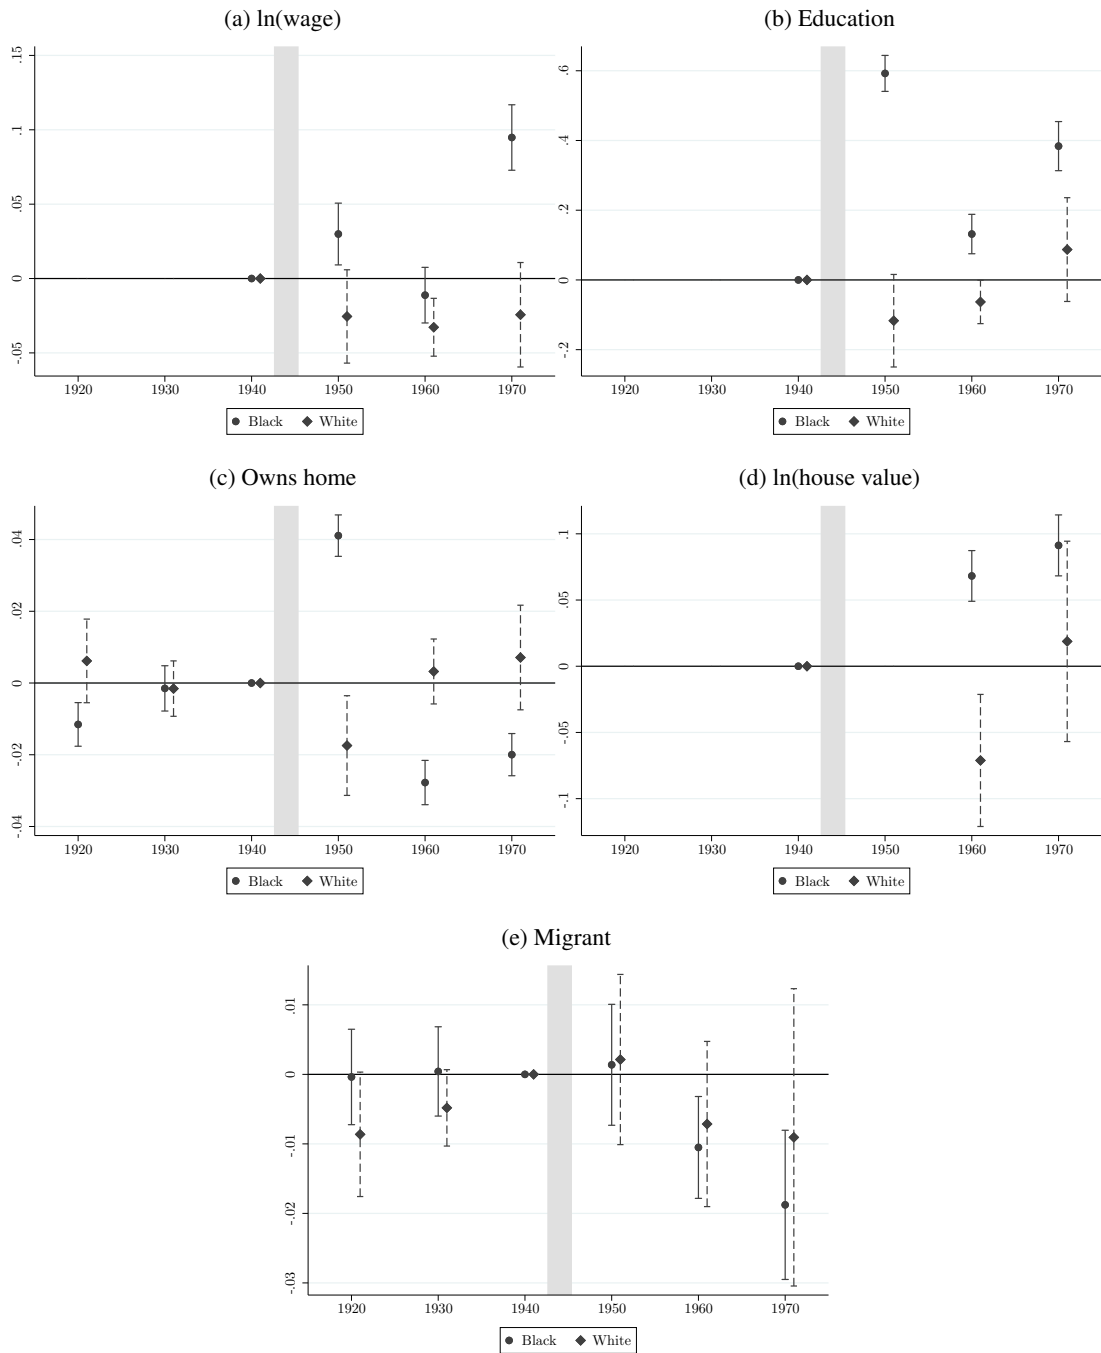 (a) ln(wage)
.15
.1
.05
0
-.05
1920 1930 1940 1950 1960 1970
Black White
(b) Education
.6
.4
.2
0
-.2
1920 1930 1940 1950 1960 1970
Black White
(c) Owns home
.04
.02
0
-.02
-.04
1920 1930 1940 1950 1960 1970
Black White
(d) ln(house value)
.1
.05
0
-.05
-.1
1920 1930 1940 1950 1960 1970
Black White
(e) Migrant
.01
0
-.01
-.02
-.03
1920 1930 1940 1950 1960 1970
Black White